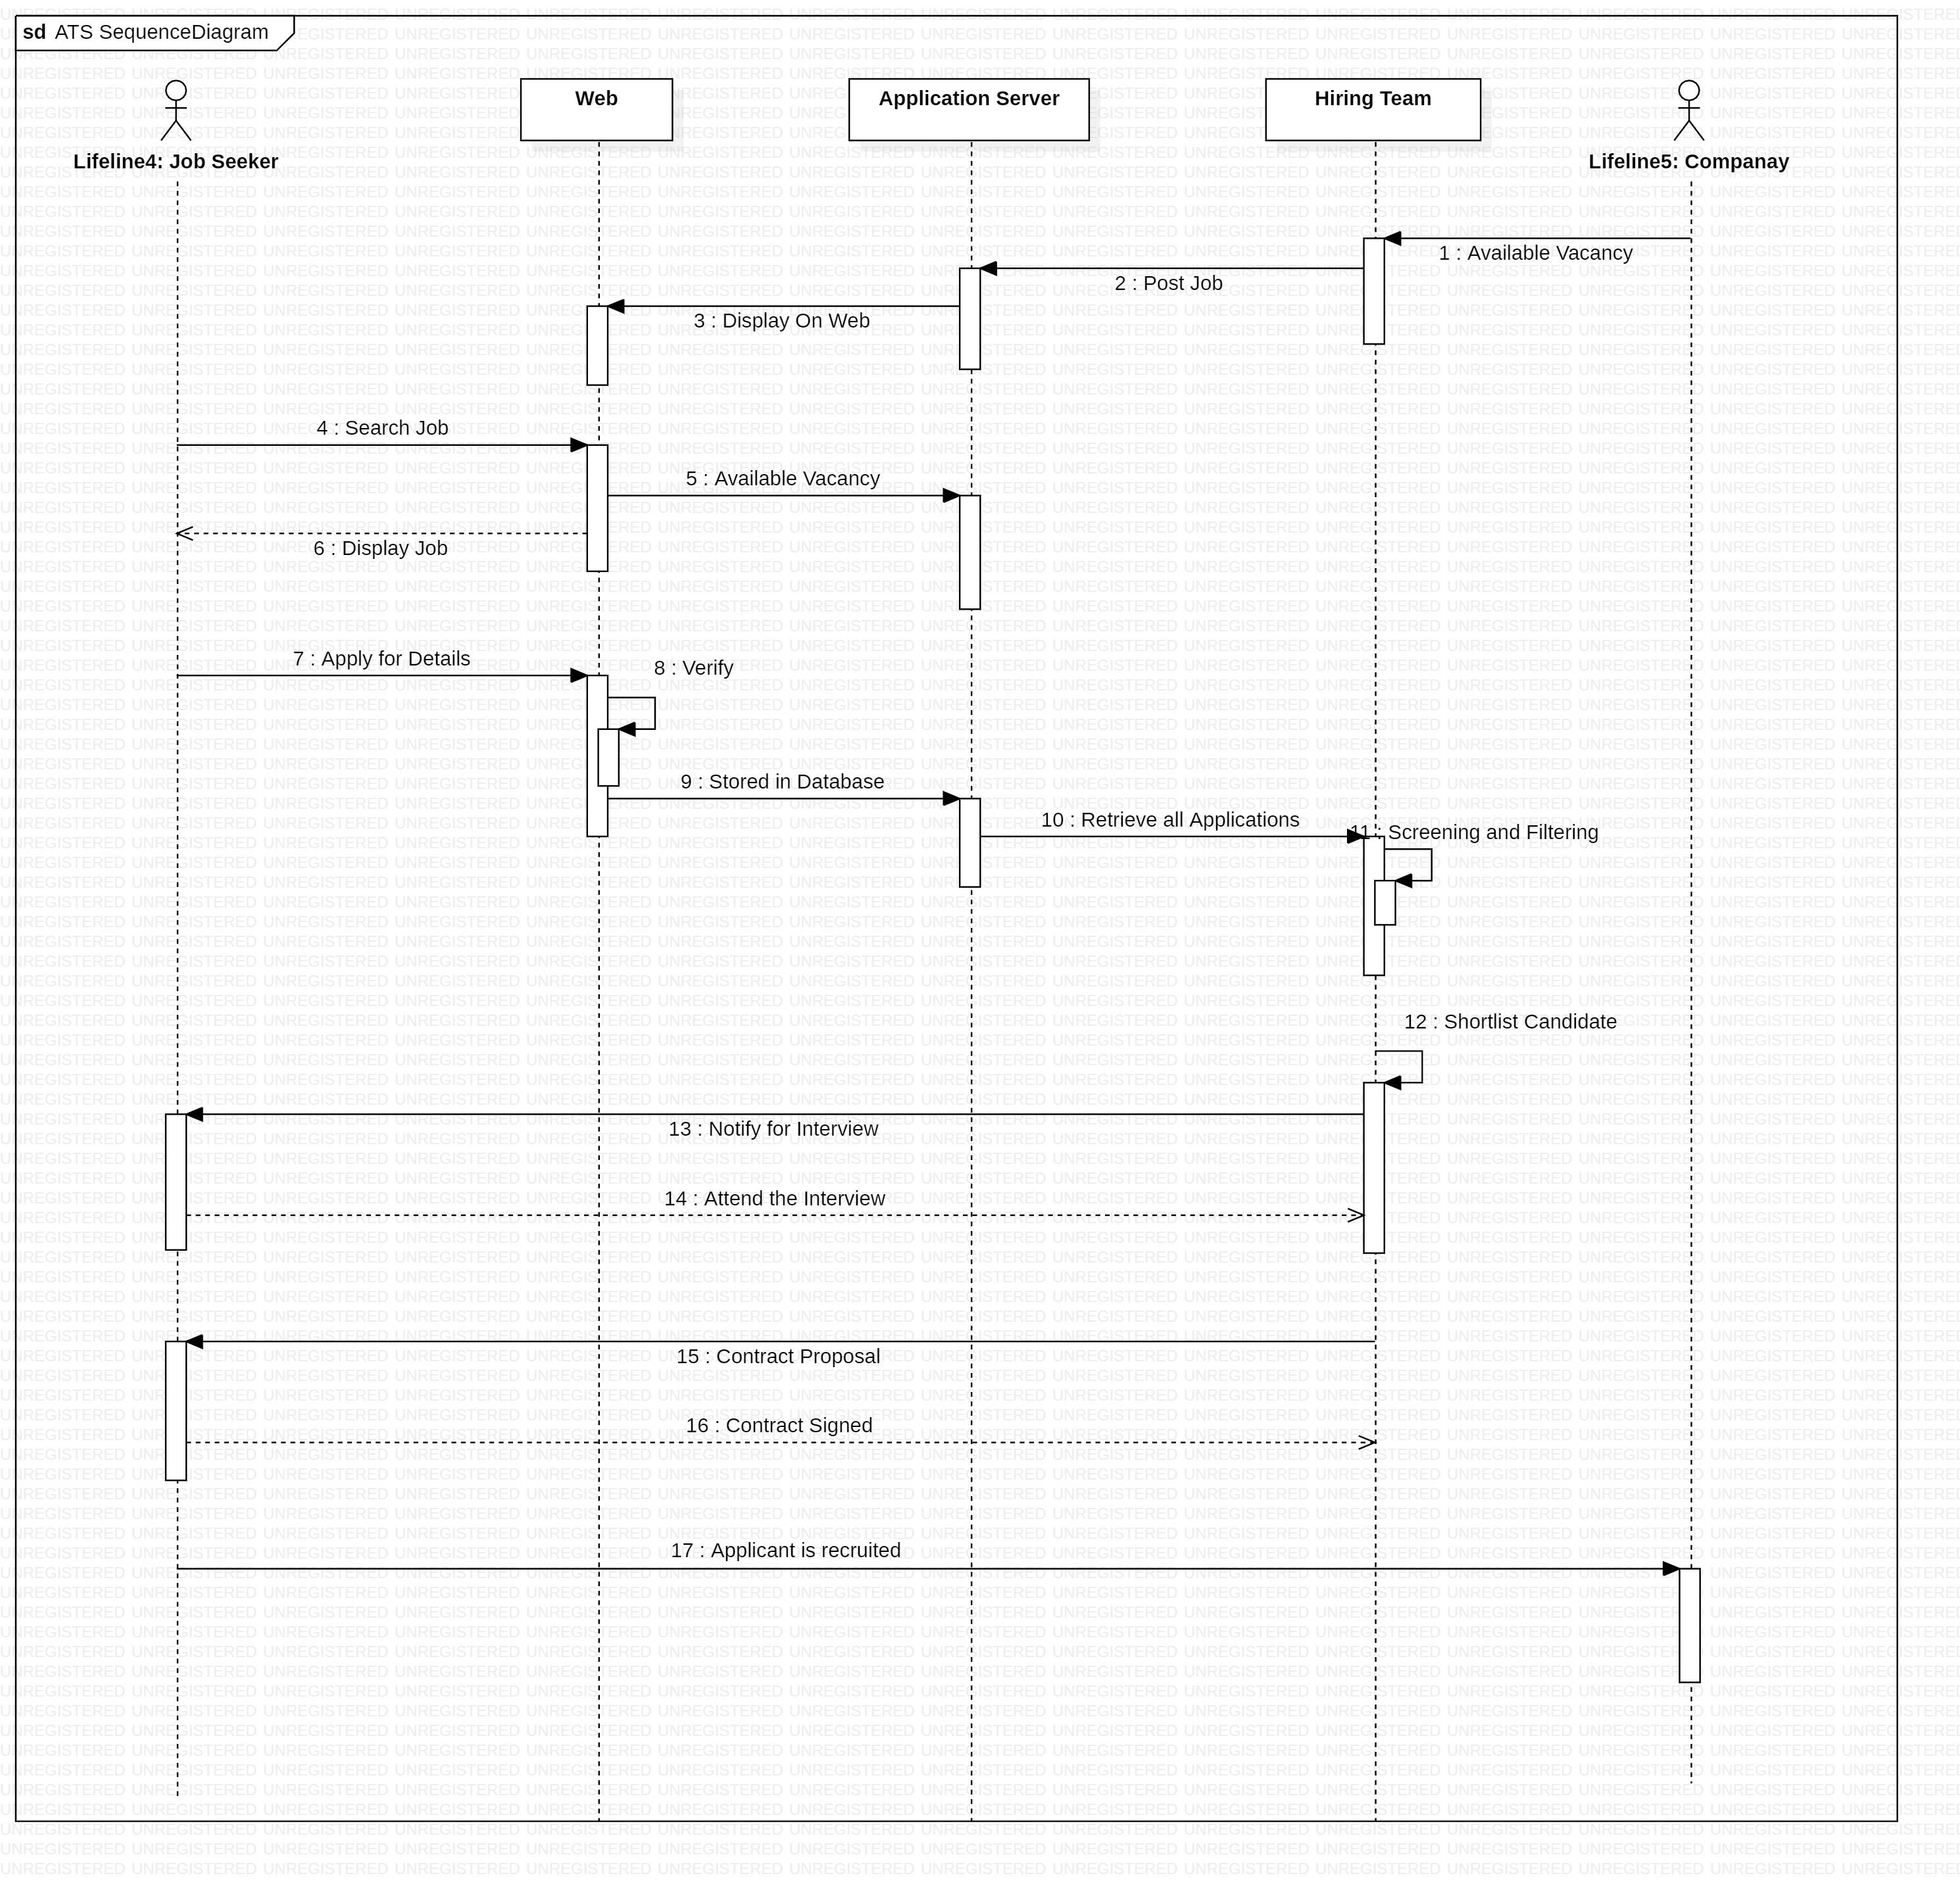 sd ATS SequenceDiagram
Web
Application Server
Hiring Team
Lifeline4: Job Seeker
Lifeline5: Companay
1 : Available Vacancy
2 : Post Job
3 : Display On Web
4 : Search Job
5 : Available Vacancy
6 : Display Job
7 : Apply for Details
8 : Verify
9 : Stored in Database
10 : Retrieve all Applications
11 : Screening and Filtering
12 : Shortlist Candidate
13 : Notify for Interview
14 : Attend the Interview
15 : Contract Proposal
16 : Contract Signed
17 : Applicant is recruited
UNREGISTERED